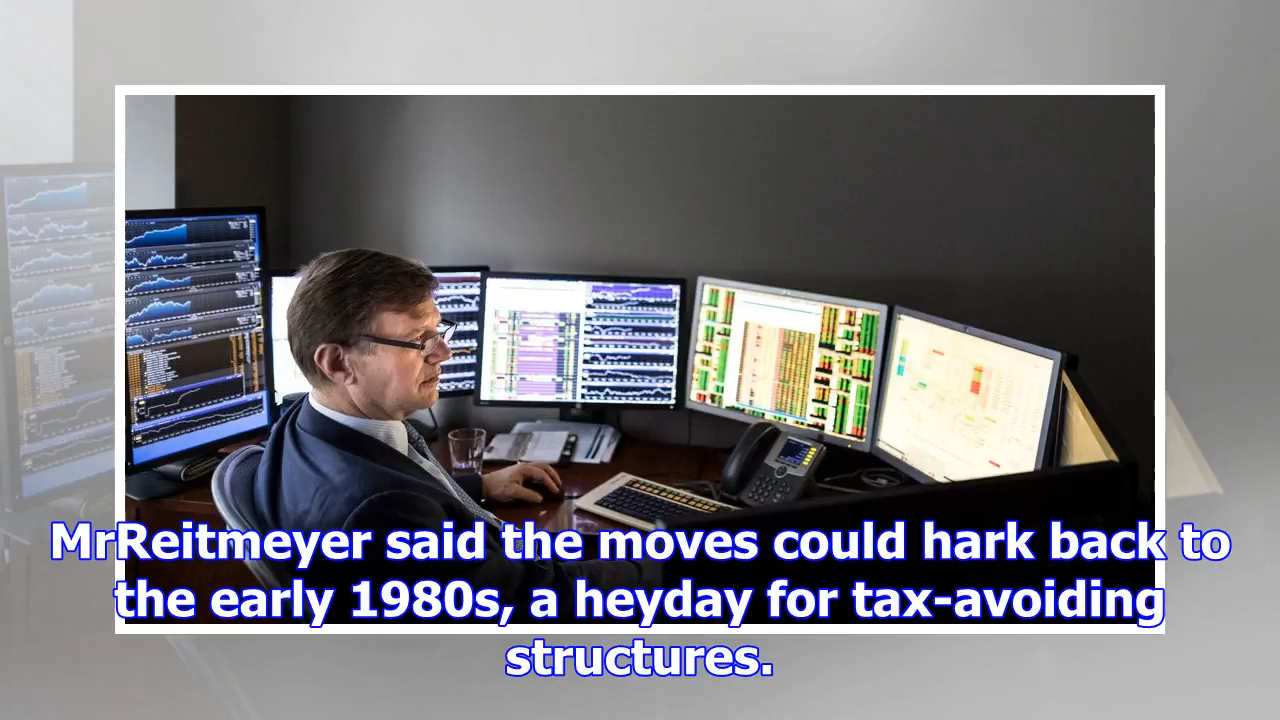 MrReitmeyer said the moves could hark back to
the early 1980s, a heyday for tax-avoiding
structures.